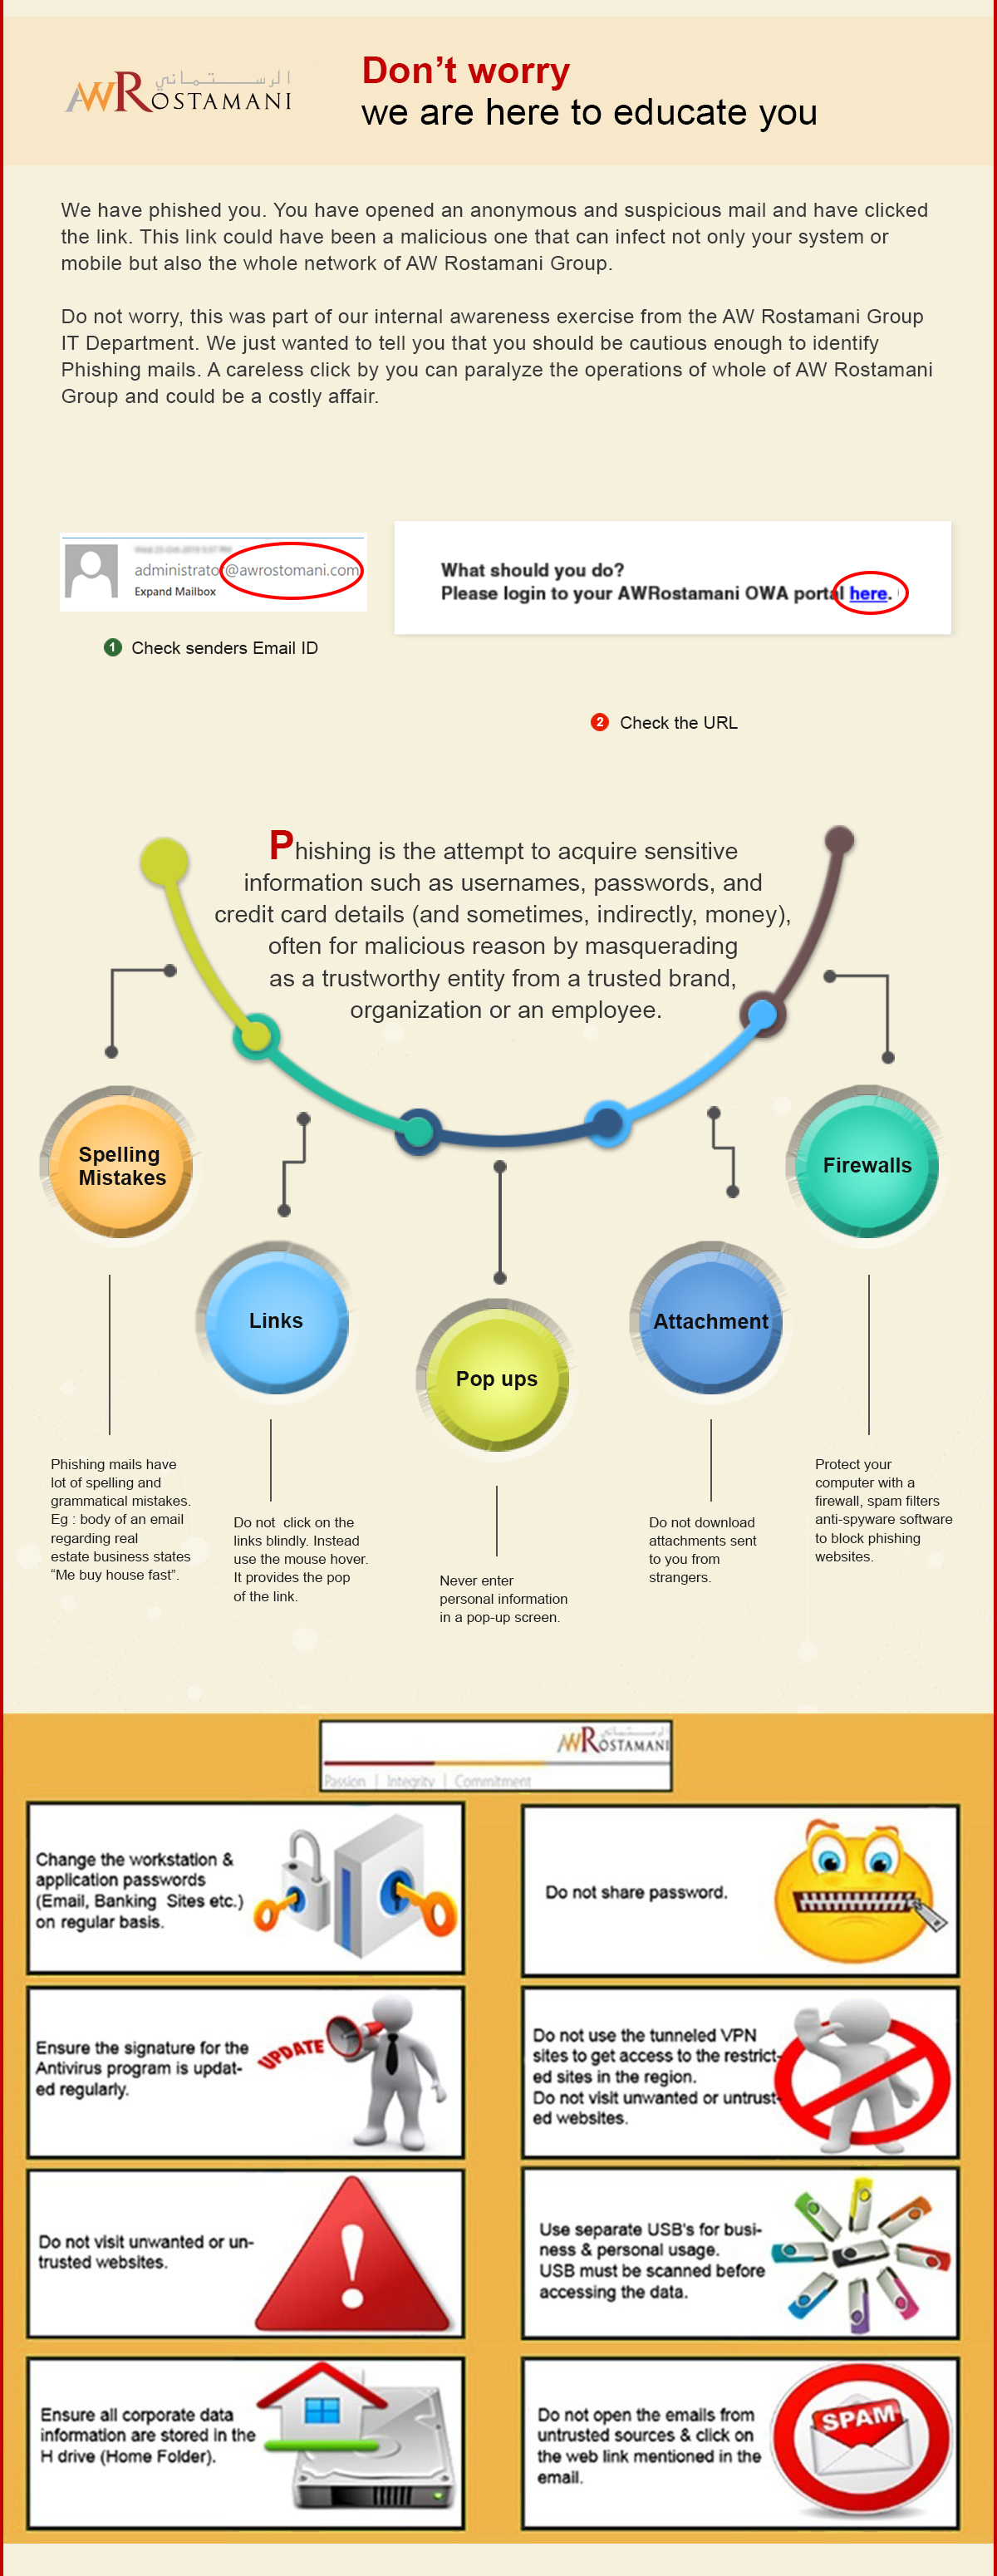 الرستماني
AWROSTAMANI
Don't worry
we are here to educate you
We have phished you. You have opened an anonymous and suspicious mail and have clicked
the link. This link could have been a malicious one that can infect not only your system or
mobile but also the whole network of AW Rostamani Group.
Do not worry, this was part of our internal awareness exercise from the AW Rostamani Group
IT Department. We just wanted to tell you that you should be cautious enough to identify
Phishing mails. A careless click by you can paralyze the operations of whole of AW Rostamani
Group and could be a costly affair.
Wed 23-Oct-2019 5:57 PM
administrato @awrostomani.com
Expand Mailbox
1 Check senders Email ID
What should you do?
Please login to your AWRostamani OWA portal here.
2 Check the URL
Phishing is the attempt to acquire sensitive
information such as usernames, passwords, and
credit card details (and sometimes, indirectly, money),
often for malicious reason by masquerading
as a trustworthy entity from a trusted brand,
organization or an employee.
Spelling
Mistakes
Links
Pop ups
Attachment
Firewalls
Phishing mails have
lot of spelling and
grammatical mistakes.
Eg : body of an email
regarding real
estate business states
“Me buy house fast”.
Do not click on the
links blindly. Instead
use the mouse hover.
It provides the pop
of the link.
Never enter
personal information
in a pop-up screen.
Do not download
attachments sent
to you from
strangers.
Protect your
computer with a
firewall, spam filters
anti-spyware software
to block phishing
websites.
الرستماني
AWROSTAMANI
Passion | Integrity | Commitment
Change the workstation &
application passwords
(Email, Banking Sites etc.)
on regular basis.
Do not share password.
Ensure the signature for the
Antivirus program is updat-
ed regularly.
UPDATE
Do not use the tunneled VPN
sites to get access to the restrict-
ed sites in the region.
Do not visit unwanted or untrust-
ed websites.
Do not visit unwanted or un-
trusted websites.
Use separate USB's for busi-
ness & personal usage.
USB must be scanned before
accessing the data.
Ensure all corporate data
information are stored in the
H drive (Home Folder).
Do not open the emails from
untrusted sources & click on
the web link mentioned in the
email.
SPAM